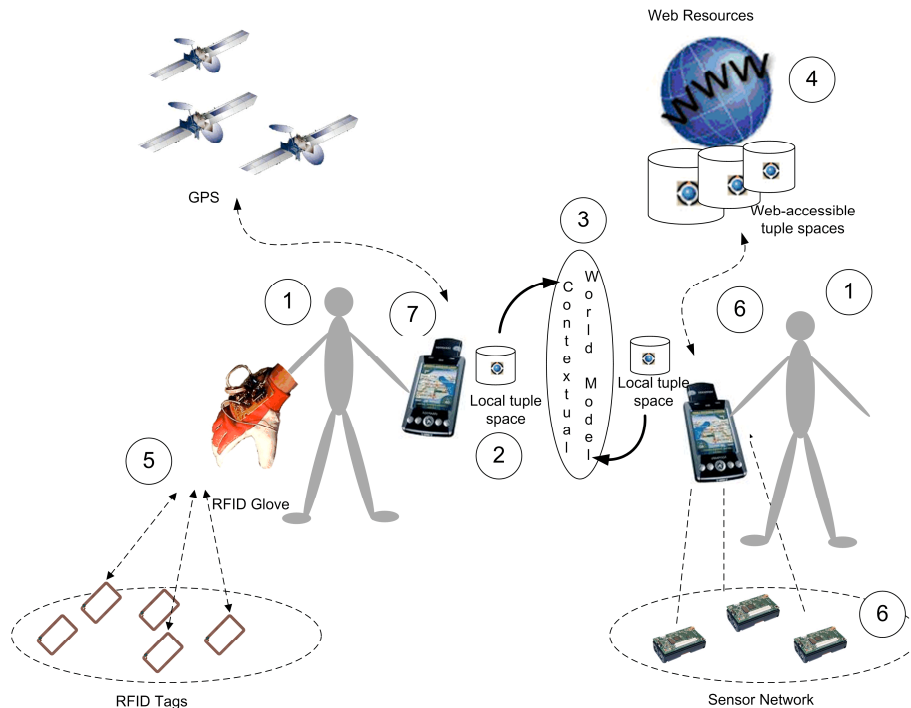 Web Resources
WWW
4
GPS
Web-accessible
tuple spaces
3
1
7
6
1
Contextual
World Model
Local tuple
space
Local tuple
space
2
5
RFID Glove
6
RFID Tags
Sensor Network